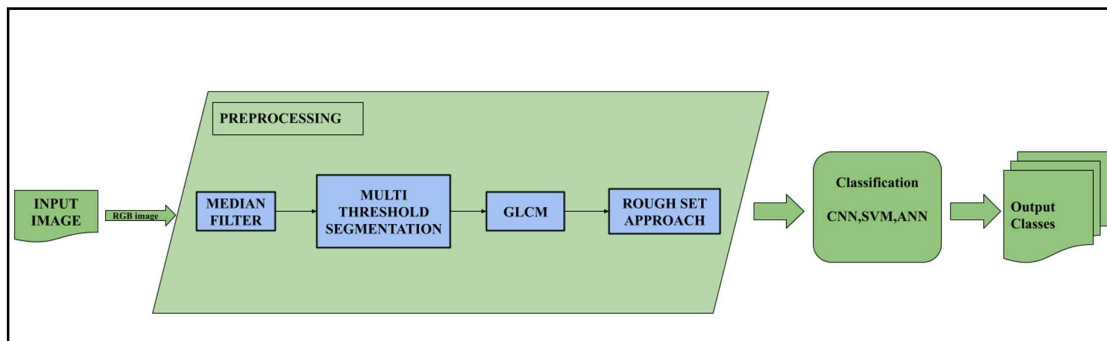 PREPROCESSING
INPUT
IMAGE
RGB image
MEDIAN
FILTER
MULTI
THRESHOLD
SEGMENTATION
GLCM
ROUGH SET
APPROACH
Classification
CNN,SVM,ANN
Output
Classes